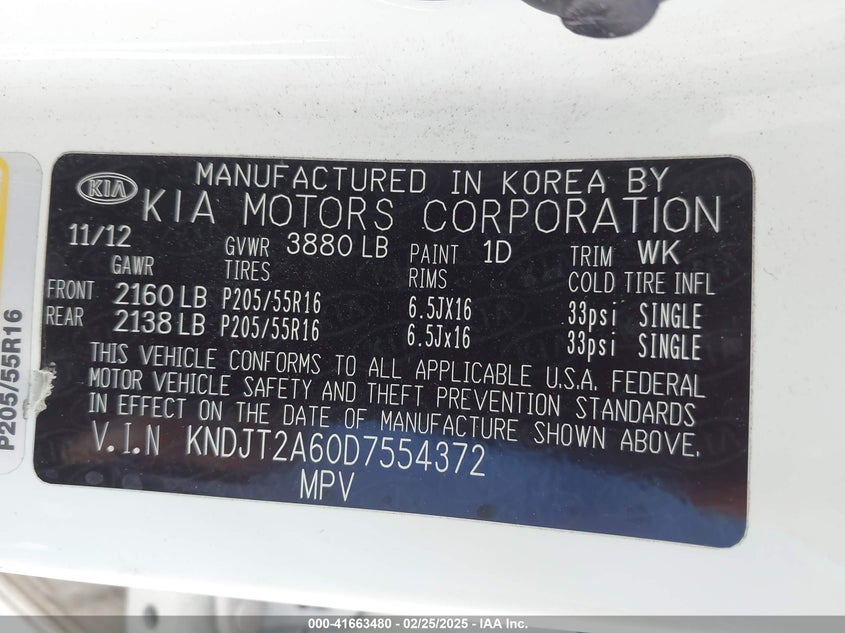 KIA
MANUFACTURED IN KOREA BY
KIA MOTORS CORPORATION
11/12 GVWR 3880 LB PAINT 1D TRIM WK
GAWR TIRES RIMS COLD TIRE INFL
FRONT 2160 LB P205/55R16 6.5JX16 33psi SINGLE
REAR 2138 LB P205/55R16 6.5Jx16 33psi SINGLE
THIS VEHICLE CONFORMS TO ALL APPLICABLE U.S.A. FEDERAL
MOTOR VEHICLE SAFETY AND THEFT PREVENTION STANDARDS
IN EFFECT ON THE DATE OF MANUFACTURE SHOWN ABOVE.
V.I.N KNDJT2A60D7554372
MPV
P205/55R16
©-41663480 - 02/25/2025 - IAA Inc.